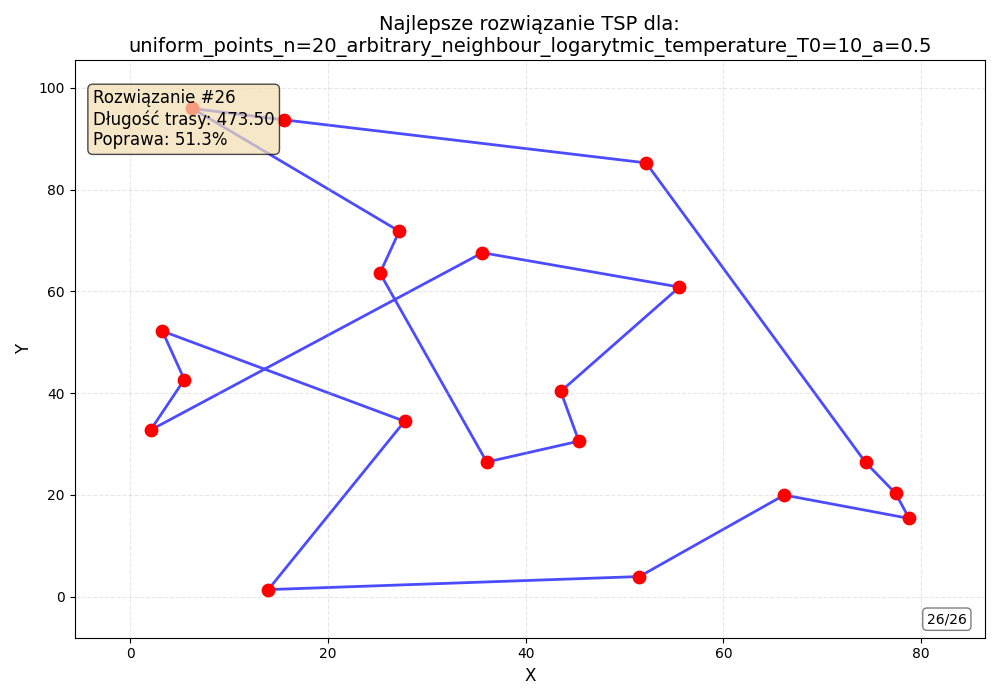 Najlepsze rozwiązanie TSP dla:
uniform_points_n=20_arbitrary_neighbour_logarytmic_temperature_T0=10_a=0.5
Rozwiązanie #26
Długość trasy: 473.50
Poprawa: 51.3%
100
80
60
40
20
0
Y
0
20
40
60
80
X
26/26